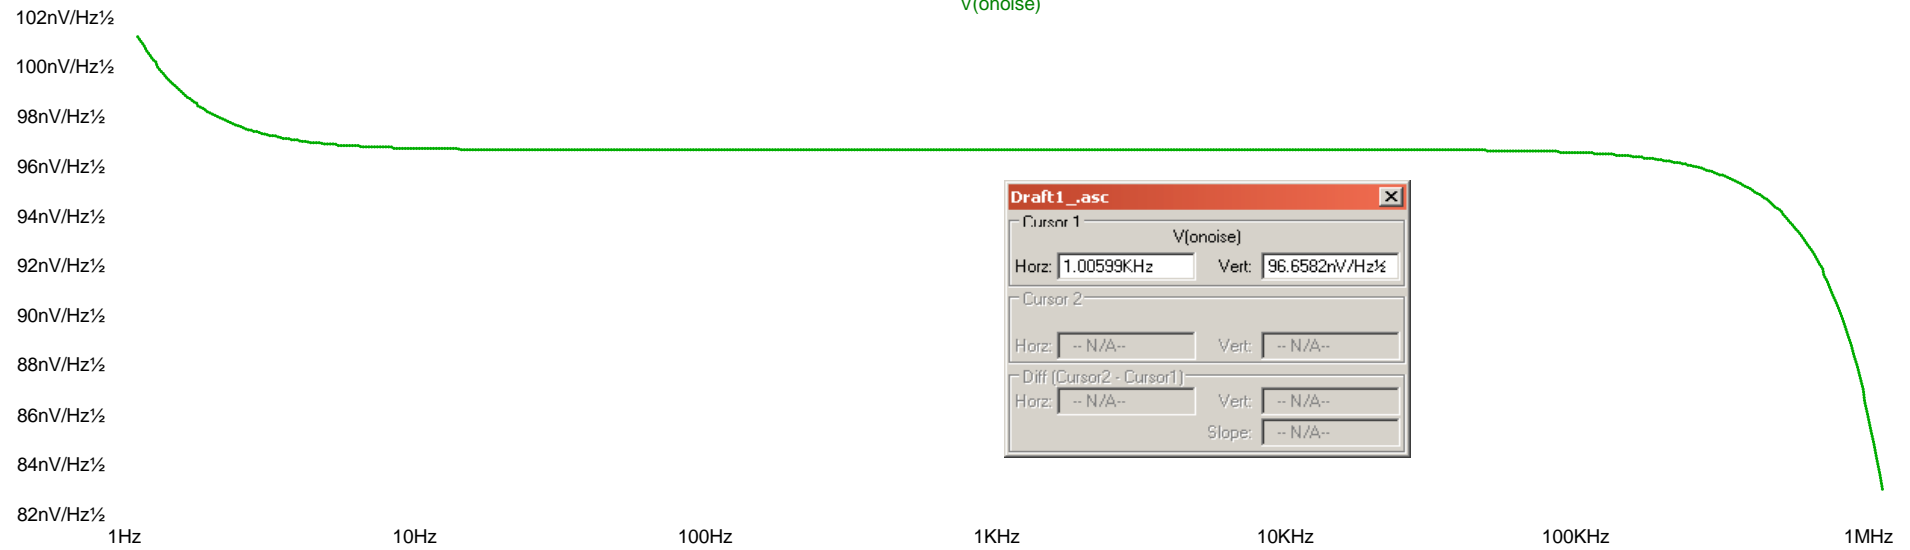 V(onoise)
102nV/Hz½
100nV/Hz½
98nV/Hz½
96nV/Hz½
94nV/Hz½
92nV/Hz½
90nV/Hz½
88nV/Hz½
86nV/Hz½
84nV/Hz½
82nV/Hz½
1Hz 10Hz 100Hz 1KHz 10KHz 100KHz 1MHz
Draft1_.asc
Cursor 1
V(onoise)
Horz: 1.00599KHz Vert: 96.6582nV/Hz½
Cursor 2
Horz: -- N/A-- Vert: -- N/A--
Diff (Cursor2 - Cursor1)
Horz: -- N/A-- Vert: -- N/A--
Slope: -- N/A--